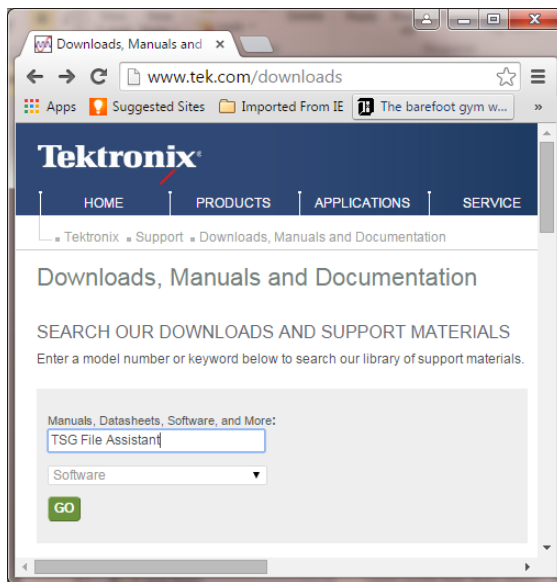 Downloads, Manuals and
www.tek.com/downloads
Apps Suggested Sites Imported From IE The barefoot gym w... »
Tektronix®
HOME PRODUCTS APPLICATIONS SERVICE
Tektronix Support Downloads, Manuals and Documentation
Downloads, Manuals and Documentation
SEARCH OUR DOWNLOADS AND SUPPORT MATERIALS
Enter a model number or keyword below to search our library of support materials.
Manuals, Datasheets, Software, and More:
TSG File Assistant
Software
GO